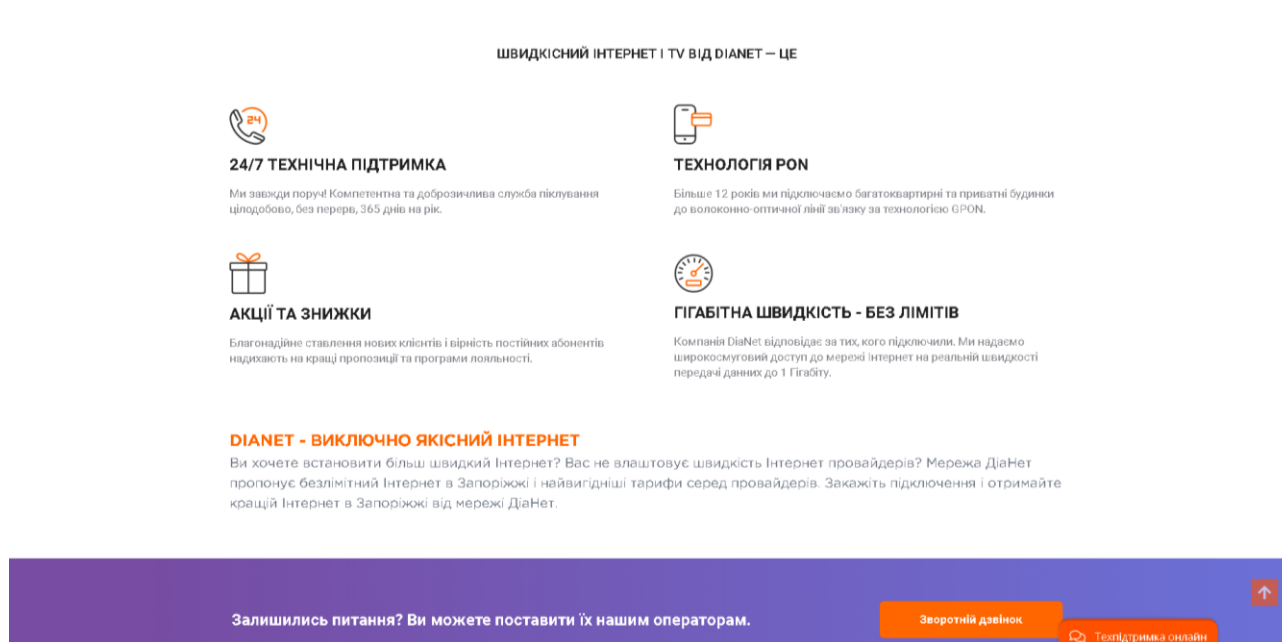 ШВИДКІСНИЙ ІНТЕРНЕТ І TV ВІД DIANET — ЦЕ
24
24/7 ТЕХНІЧНА ПІДТРИМКА
Ми завжди поруч! Компетентна та доброзичлива служба піклування
цілодобово, без перерв, 365 днів на рік.
ТЕХНОЛОГІЯ PON
Більше 12 років ми підключаємо багатоквартирні та приватні будинки
до волоконно-оптичної лінії зв'язку за технологією GPON.
АКЦІЇ ТА ЗНИЖКИ
Благонадійне ставлення нових клієнтів і вірність постійних абонентів
надихають на кращі пропозиції та програми лояльності.
ГІГАБІТНА ШВИДКІСТЬ - БЕЗ ЛІМІТІВ
Компанія DiaNet відповідає за тих, кого підключили. Ми надаємо
широкосмуговий доступ до мережі Інтернет на реальній швидкості
передачі данних до 1 Гігабіту.
DIANET - ВИКЛЮЧНО ЯКІСНИЙ ІНТЕРНЕТ
Ви хочете встановити більш швидкий Інтернет? Вас не влаштовує швидкість Інтернет провайдерів? Мережа ДіаНет
пропонує безлімітний Інтернет в Запоріжжі і найвигідніші тарифи серед провайдерів. Закажіть підключення і отримайте
кращій Інтернет в Запоріжжі від мережі ДіаНет.
Залишились питання? Ви можете поставити їх нашим операторам.
Зворотній дзвінок
Техпідтримка онлайн